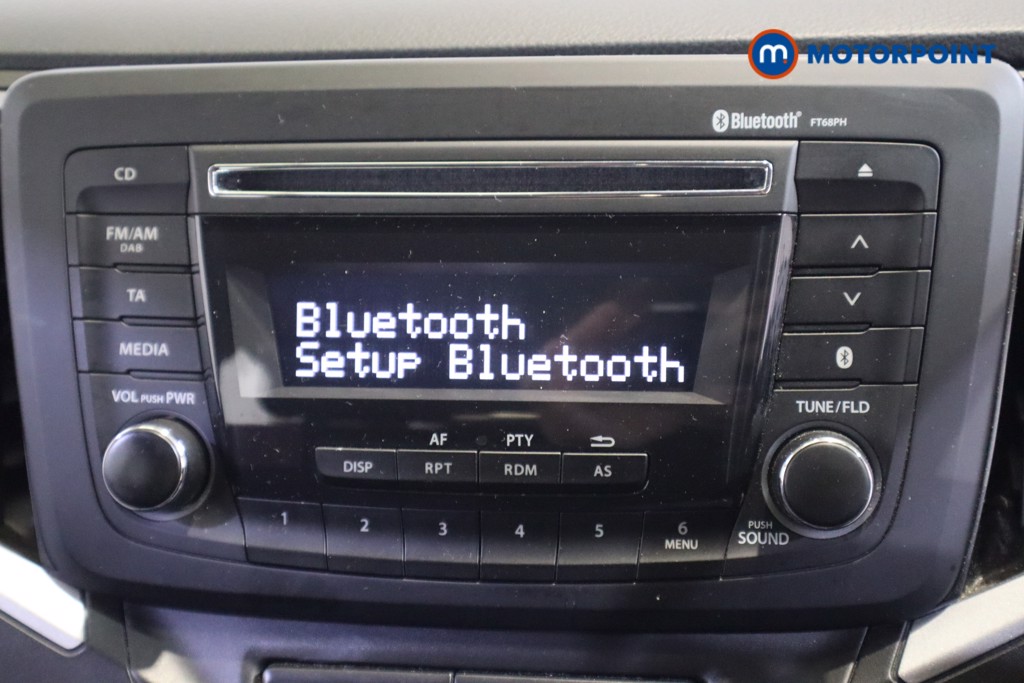 m MOTORPOINT
Bluetooth® FT68PH
CD
FM/AM
DAB
TA
MEDIA
VOL PUSH PWR
Bluetooth
Setup Bluetooth
TUNE/FLD
AF PTY
DISP RPT RDM AS
1 2 3 4 5 6
MENU
PUSH
SOUND